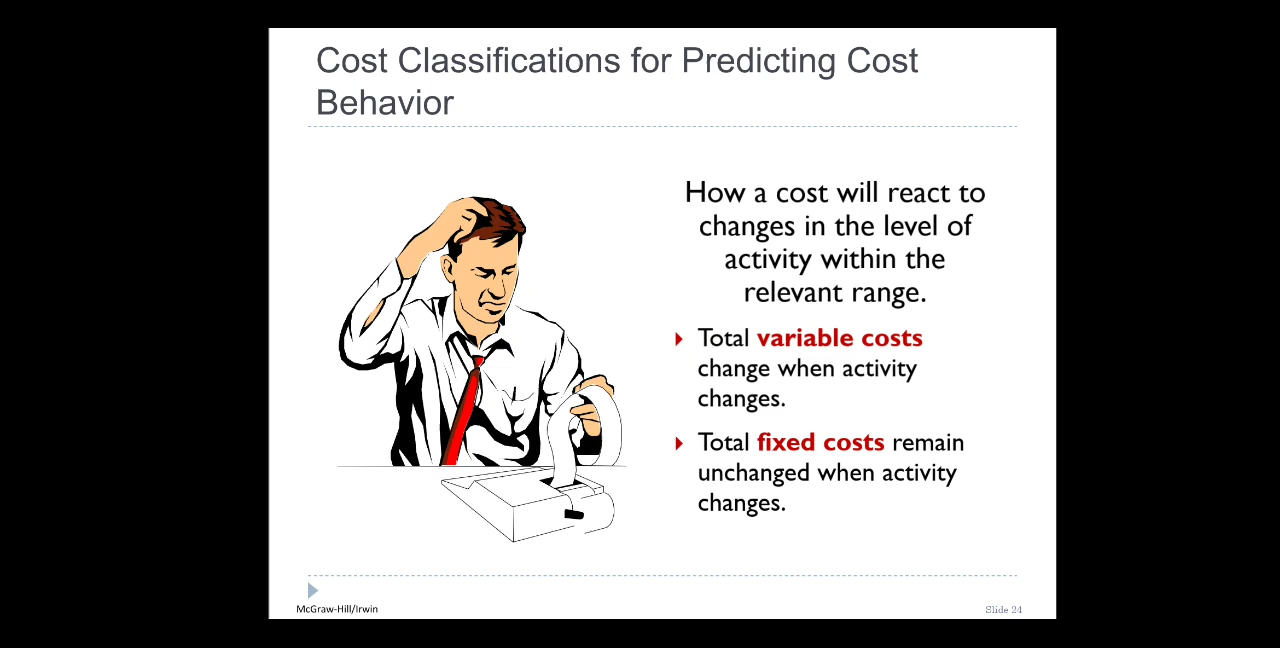 Cost Classifications for Predicting Cost
Behavior
How a cost will react to
changes in the level of
activity within the
relevant range.
Total variable costs
change when activity
changes.
Total fixed costs remain
unchanged when activity
changes.
McGraw-Hill/Irwin
Slide 24